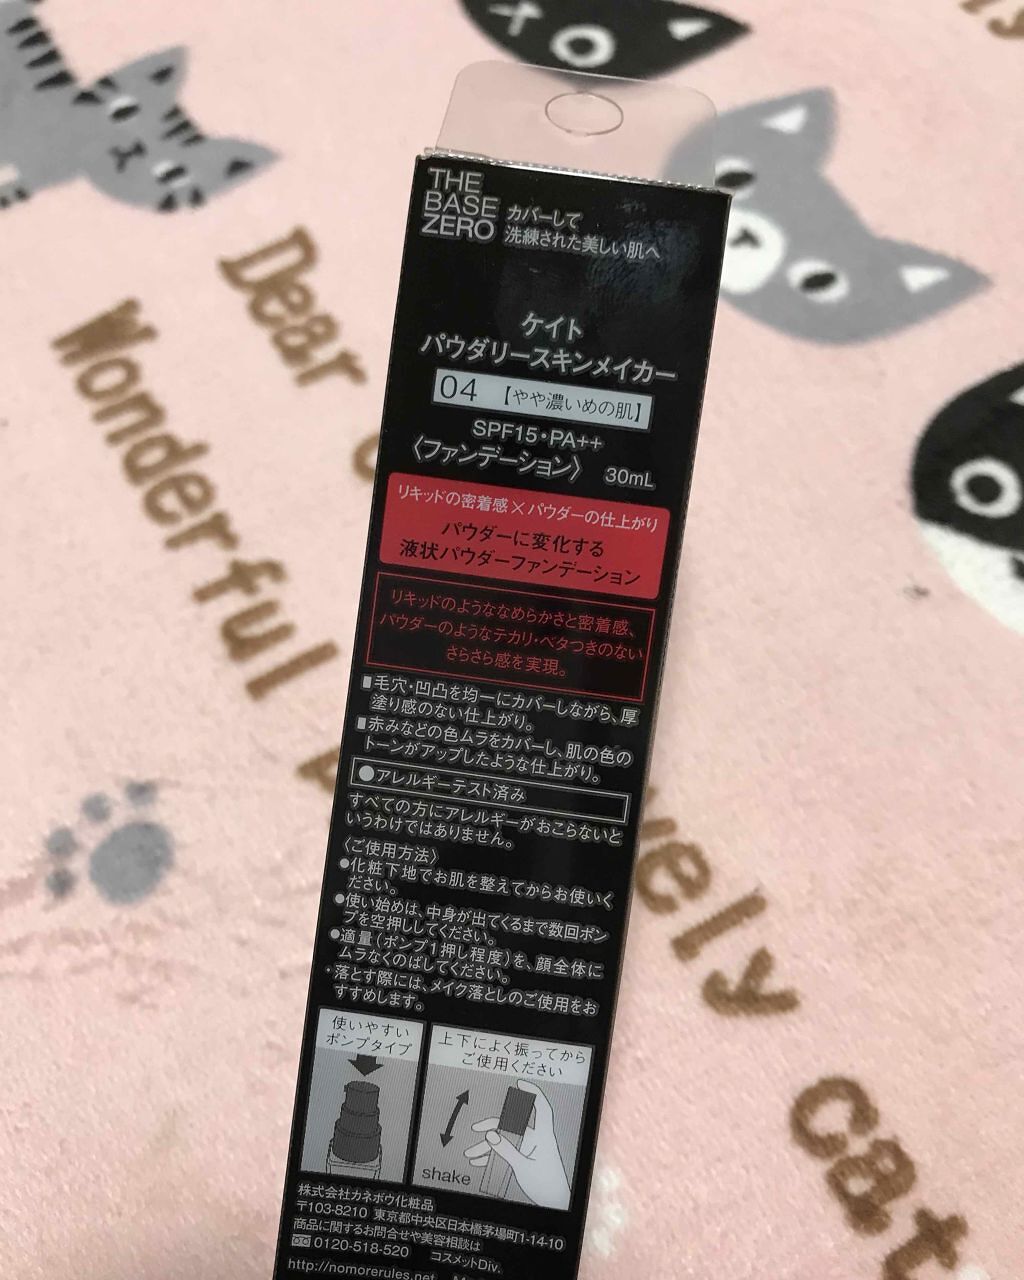 THE
BASE
ZERO
カバーして
洗練された美しい肌へ
ケイト
パウダリースキンメイカー
04 【やや濃いめの肌】
SPF15・PA++
〈ファンデーション〉 30mL
リキッドの密着感×パウダーの仕上がり
パウダーに変化する
液状パウダーファンデーション
リキッドのようななめらかさと密着感、
パウダーのようなテカリ・ベタつきのない
さらさら感を実現。
■毛穴・凹凸を均一にカバーしながら、厚
塗り感のない仕上がり。
■赤みなどの色ムラをカバーし、肌の色の
トーンがアップしたような仕上がり。
●アレルギーテスト済み
すべての方にアレルギーがおこらないと
いうわけではありません。
〈ご使用方法〉
●化粧下地でお肌を整えてからお使いく
ださい。
●使い始めは、中身が出てくるまで数回ポン
プを空押ししてください。
●適量(ポンプ1押し程度)を、顔全体に
ムラなくのばしてください。
・落とす際には、メイク落としのご使用をお
すすめします。
使いやすい
ポンプタイプ
上下によく振ってから
ご使用ください
shake
株式会社カネボウ化粧品
〒103-8210 東京都中央区日本橋茅場町1-14-10
商品に関するお問合せや美容相談は
0120-518-520 コスメットDiv.
http://nomorerules.net
Dear
Wonderful
cat